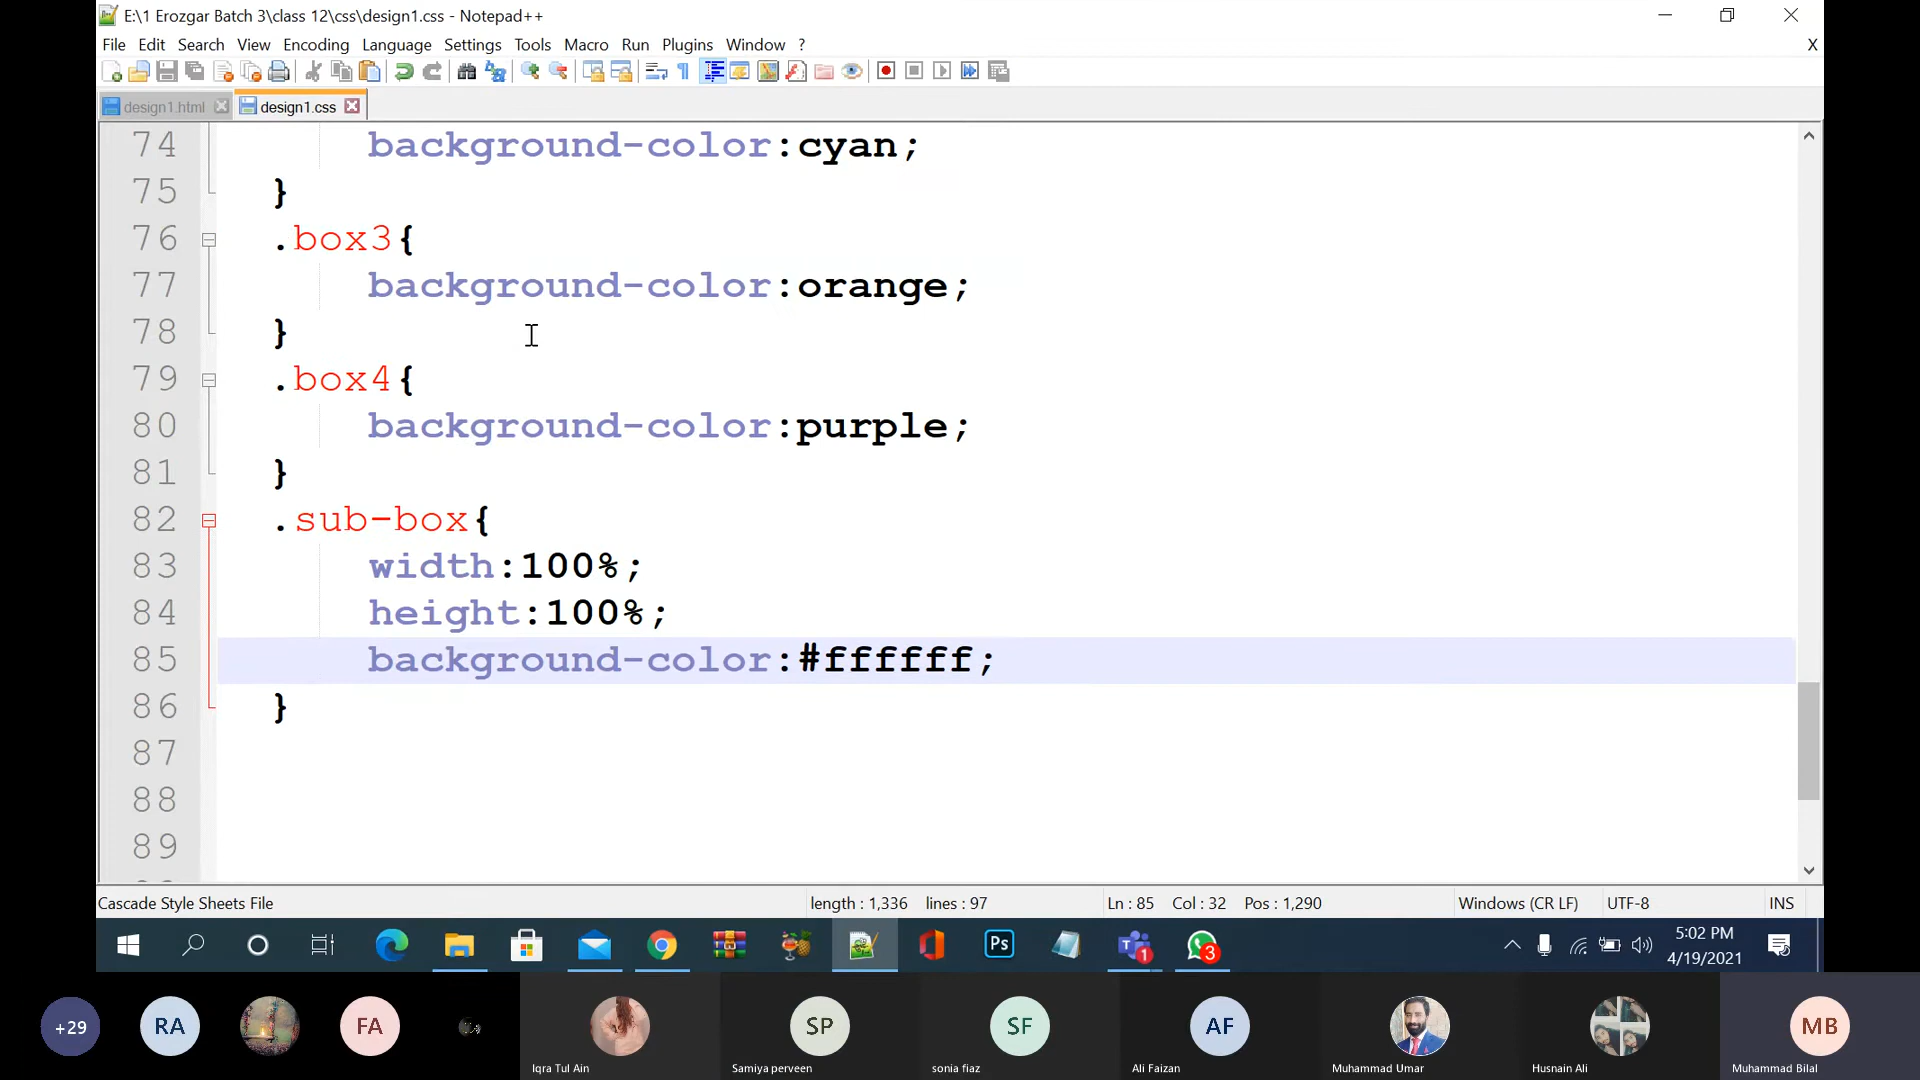 E:\1 Erozgar Batch 3\class 12\css\design1.css - Notepad++
File Edit Search View Encoding Language Settings Tools Macro Run Plugins Window ? X
design1.html design1.css
74 background-color:cyan;
75 }
76 .box3{
77 background-color:orange;
78 }
79 .box4{
80 background-color:purple;
81 }
82 .sub-box{
83 width:100%;
84 height:100%;
85 background-color:#ffffff;
86 }
87
88
89
Cascade Style Sheets File length : 1,336 lines : 97 Ln : 85 Col : 32 Pos : 1,290 Windows (CR LF) UTF-8 INS
Ps 1 3 5:02 PM
4/19/2021
+29 RA FA SP SF AF MB
Iqra Tul Ain Samiya perveen sonia fiaz Ali Faizan Muhammad Umar Husnain Ali Muhammad Bilal